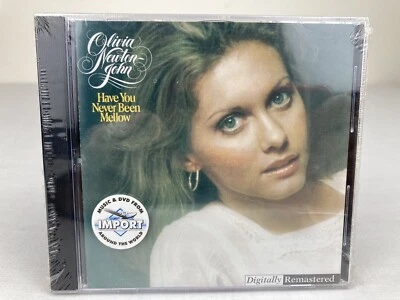 Olivia
Newton-
John
Have You
Never Been
Mellow
MUSIC & DVD FROM
IMPORT
AROUND THE WORLD
Digitally Remastered